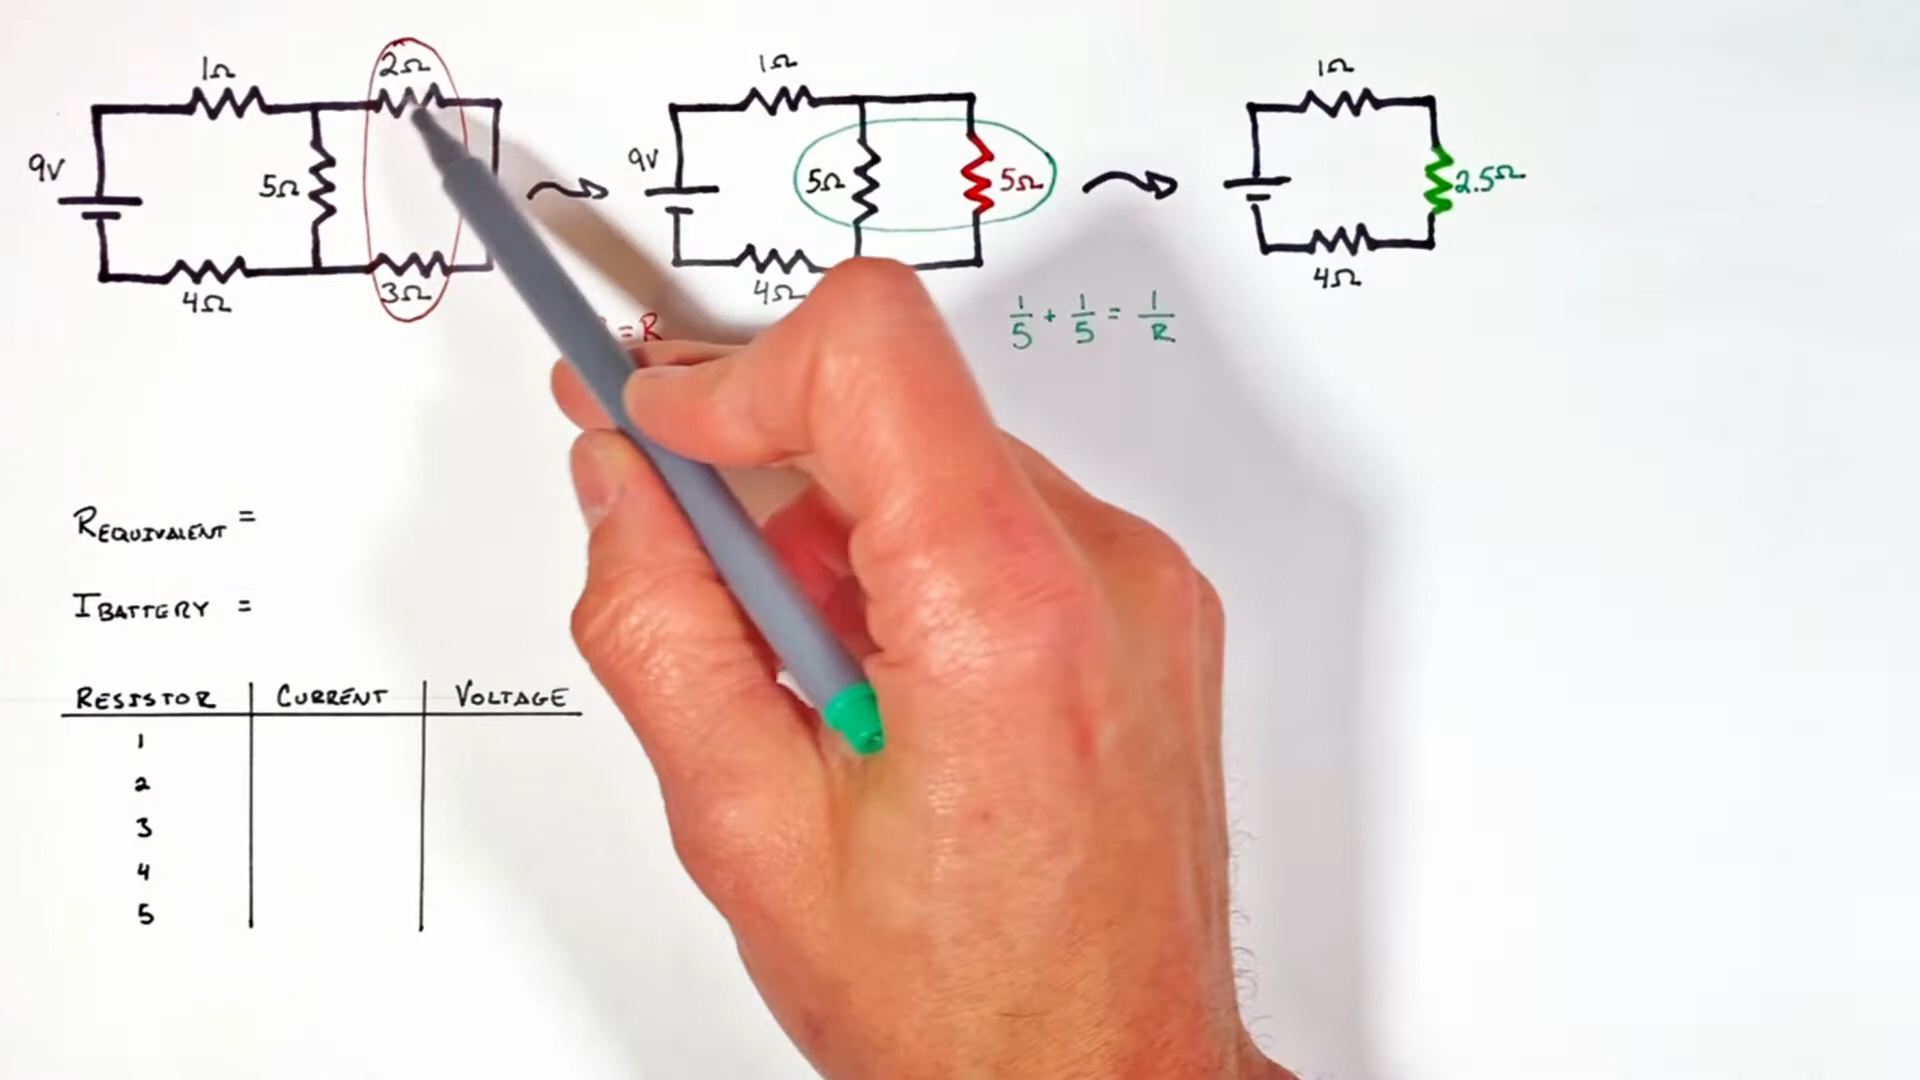 1Ω
2Ω
9V
5Ω
4Ω
3Ω
1Ω
9V
5Ω
5Ω
4Ω
1Ω
2.5Ω
4Ω
= R
1/5 + 1/5 = 1/R
REQUIVALENT =
IBATTERY =
RESISTOR CURRENT VOLTAGE
1
2
3
4
5